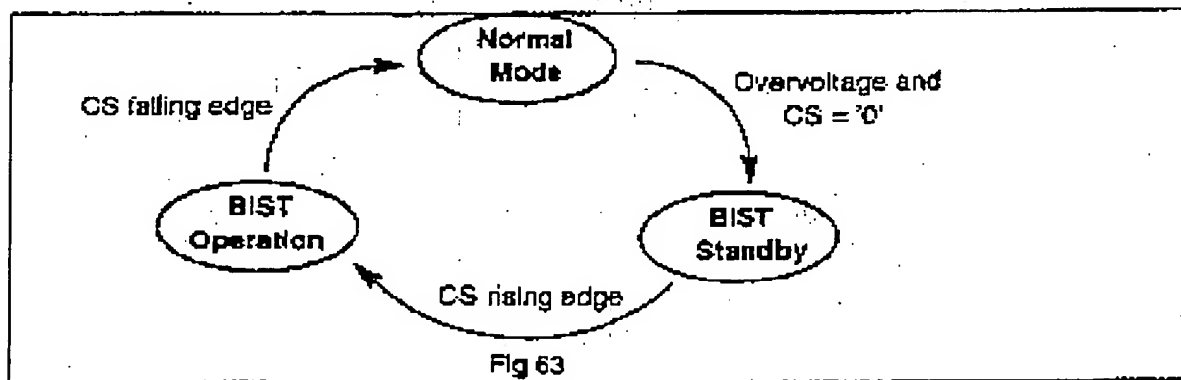 Normal
Mode
CS falling edge
Overvoltage and
CS = '0'
BIST
Operation
BIST
Standby
CS rising edge
Fig 63